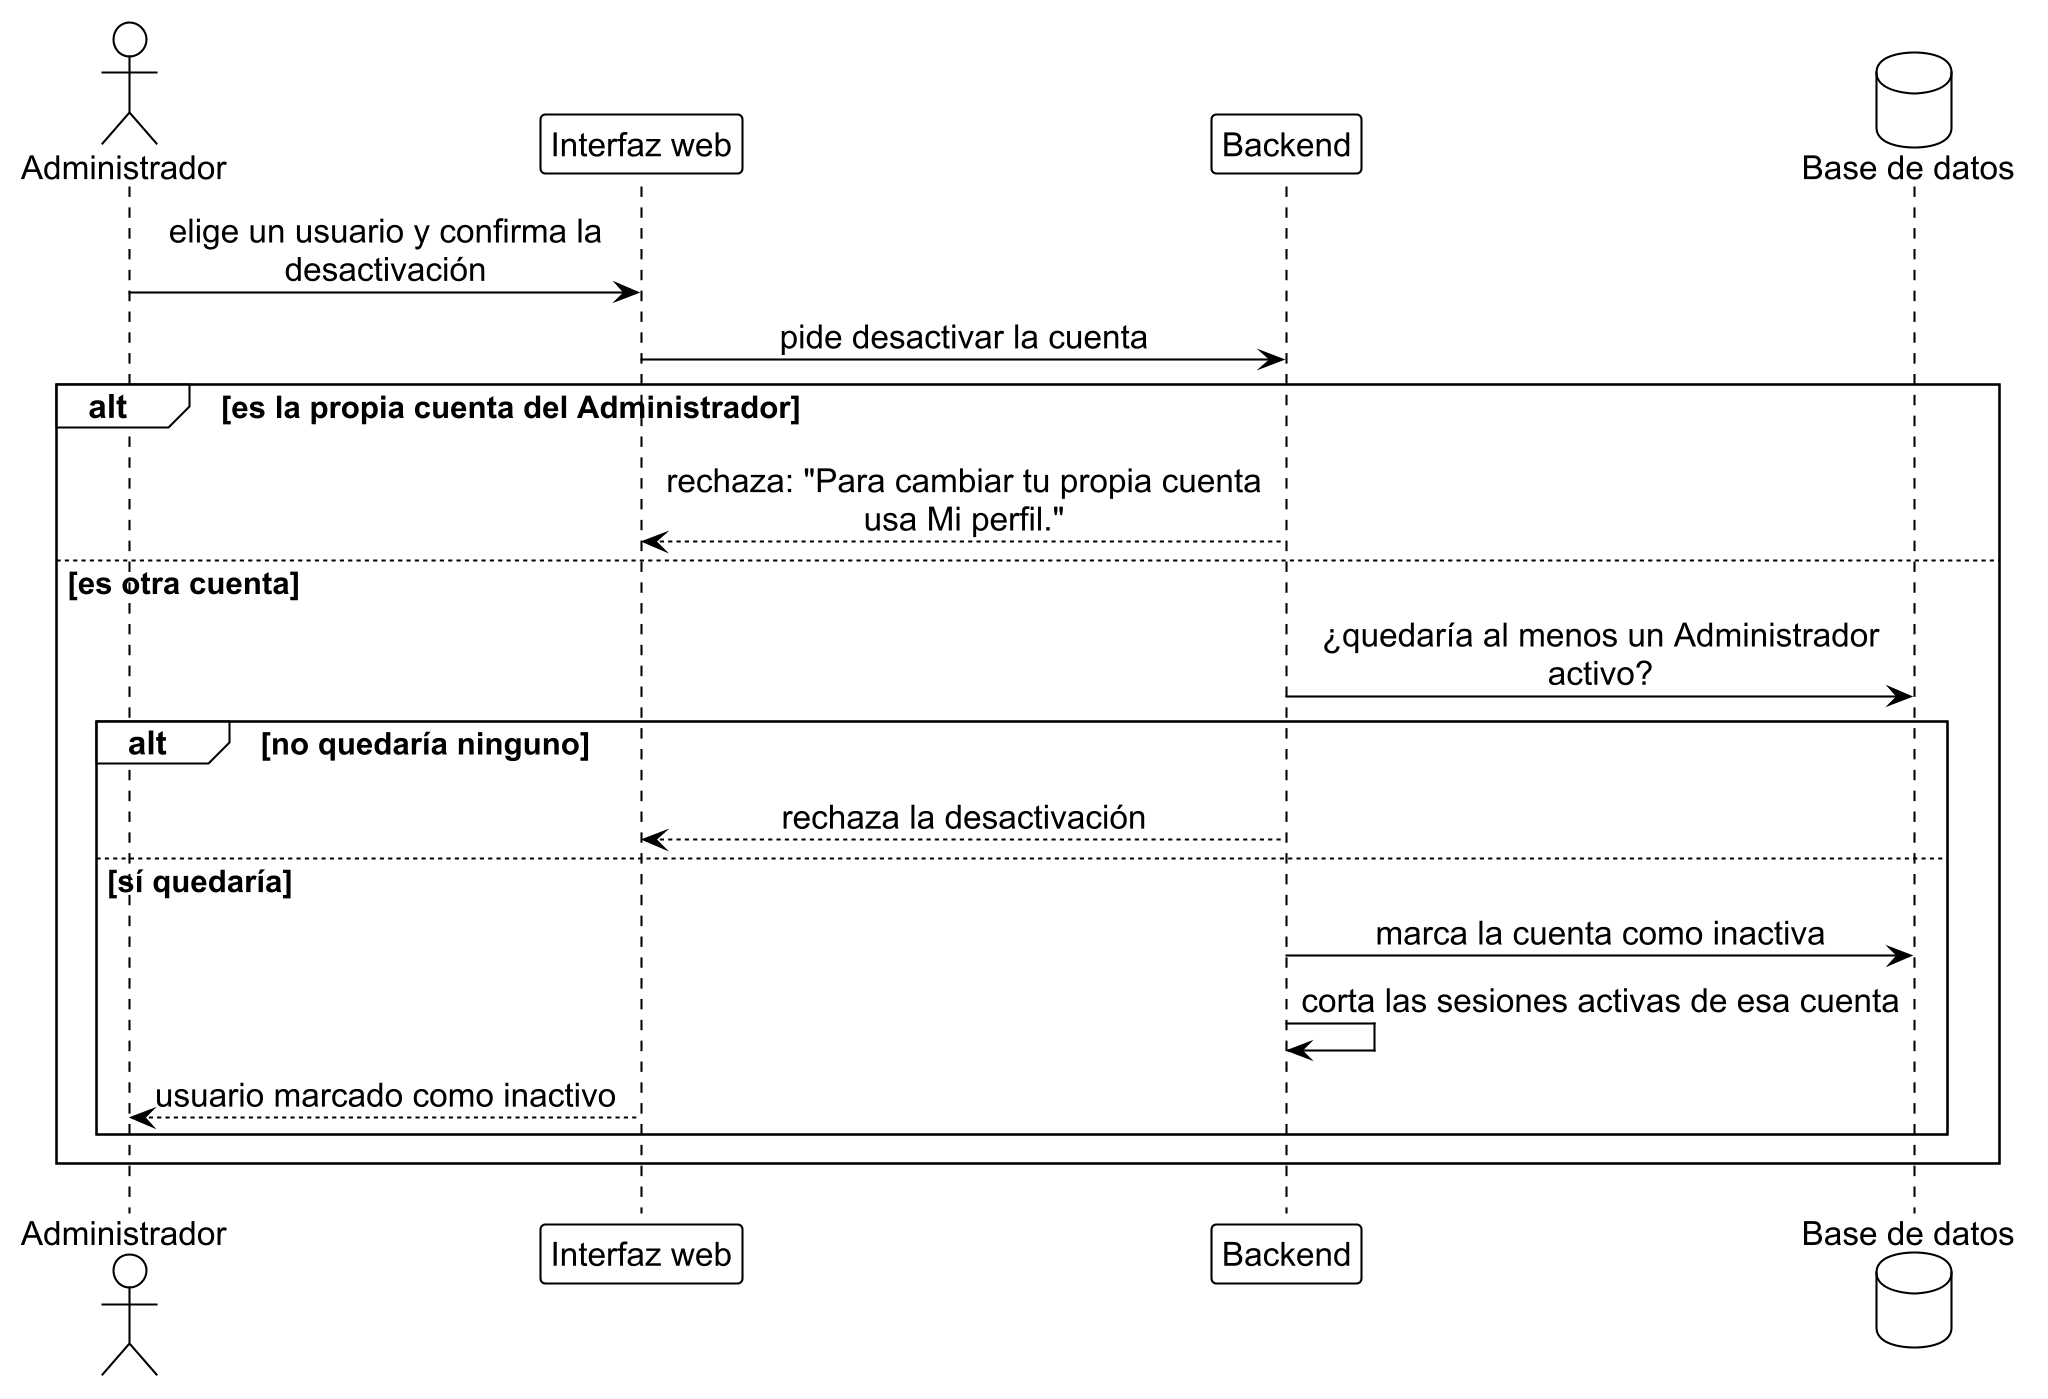 Administrador
Interfaz web
Backend
Base de datos
elige un usuario y confirma la
desactivación
pide desactivar la cuenta
alt
[es la propia cuenta del Administrador]
rechaza: "Para cambiar tu propia cuenta
usa Mi perfil."
[es otra cuenta]
¿quedaría al menos un Administrador
activo?
alt
[no quedaría ninguno]
rechaza la desactivación
[sí quedaría]
marca la cuenta como inactiva
corta las sesiones activas de esa cuenta
usuario marcado como inactivo
Administrador
Interfaz web
Backend
Base de datos